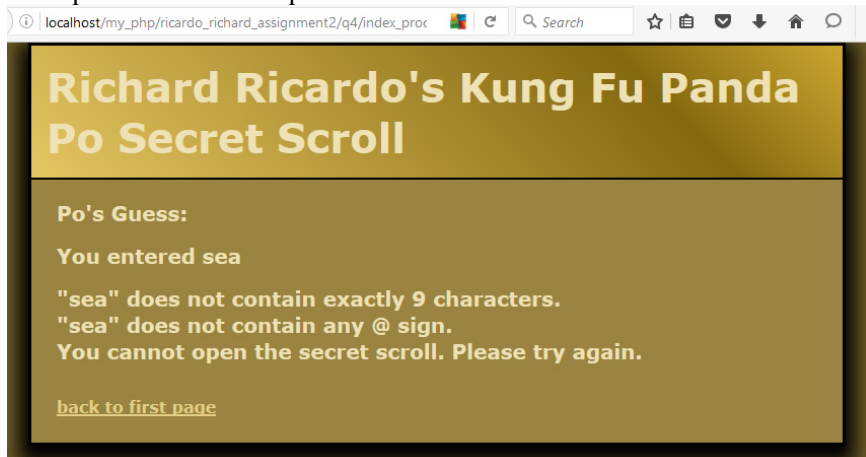 localhost/my_php/ricardo_richard_assignment2/q4/index_proc
Search
Richard Ricardo's Kung Fu Panda
Po Secret Scroll
Po's Guess:
You entered sea
"sea" does not contain exactly 9 characters.
"sea" does not contain any @ sign.
You cannot open the secret scroll. Please try again.
back to first page